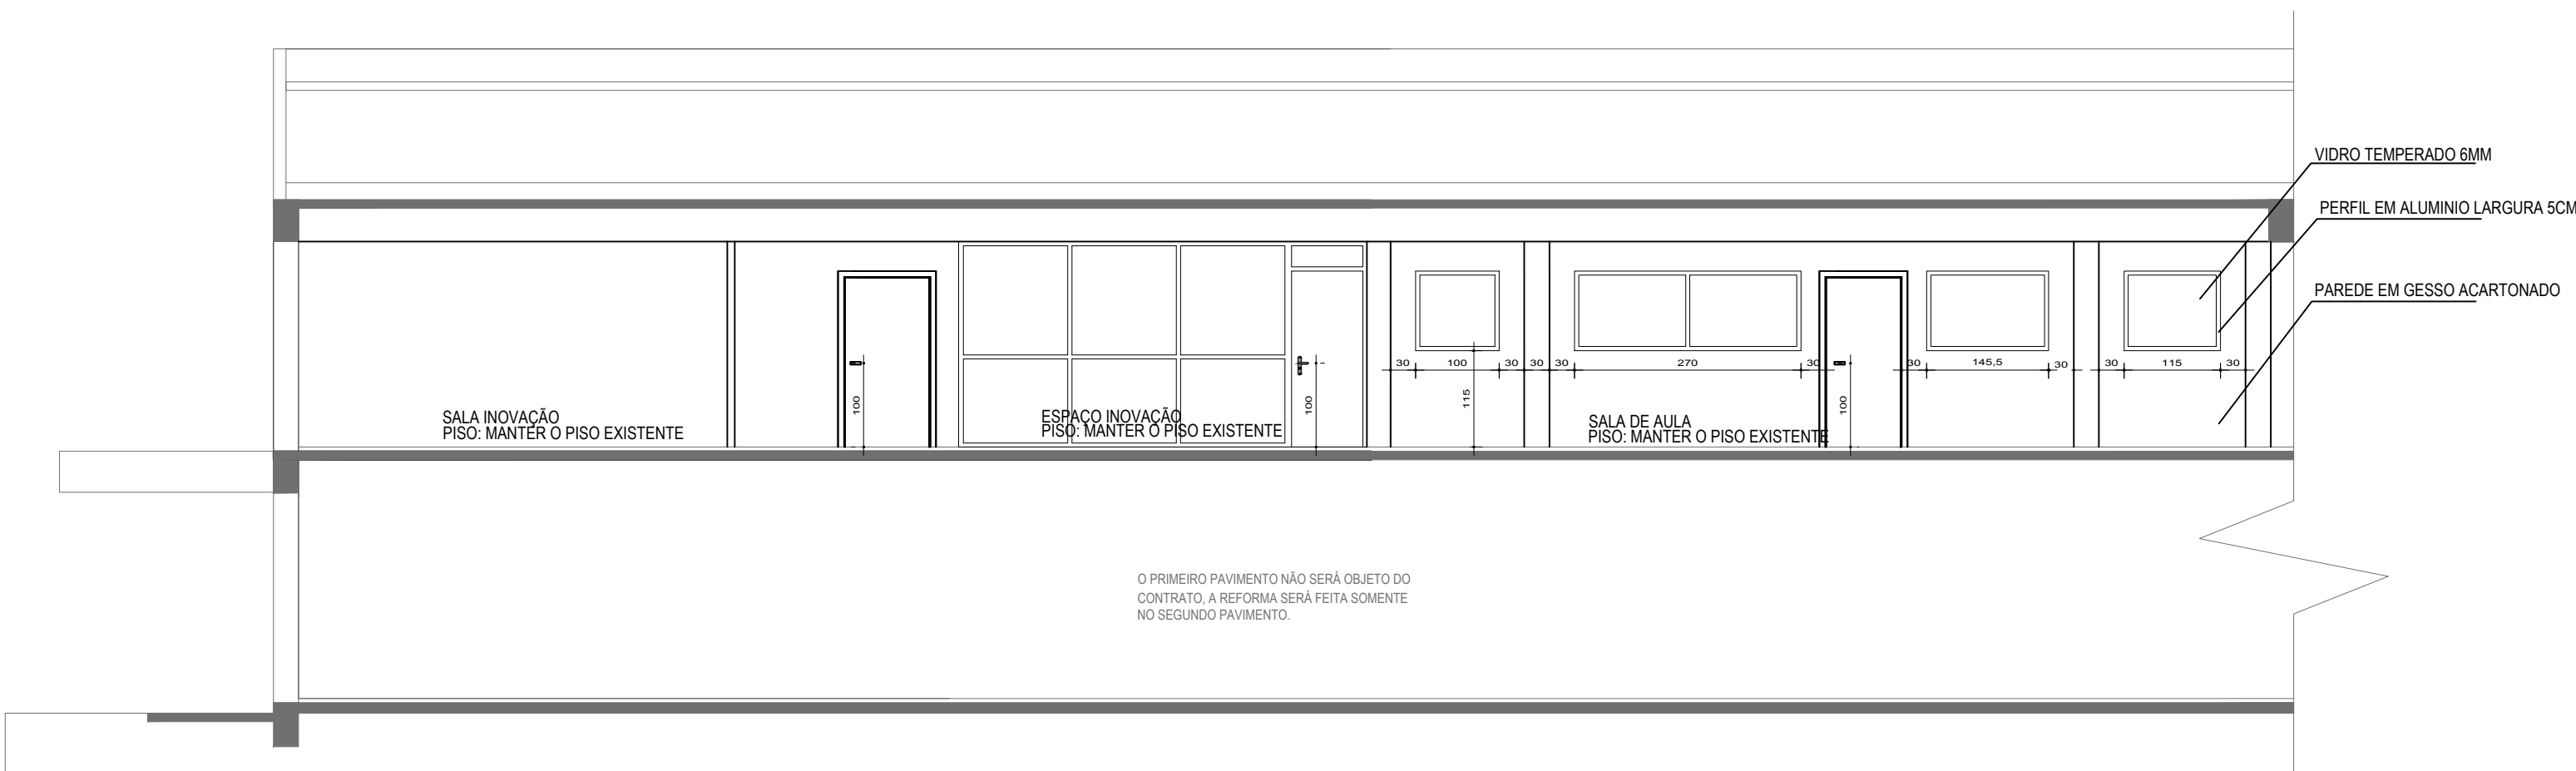 VIDRO TEMPERADO 6MM
PERFIL EM ALUMINIO LARGURA 5CM
PAREDE EM GESSO ACARTONADO
30 100 30 30 30 270 30 30 145,5 30 30 115 30
100
100
115
100
SALA INOVAÇÃO
PISO: MANTER O PISO EXISTENTE
ESPAÇO INOVAÇÃO
PISO: MANTER O PISO EXISTENTE
SALA DE AULA
PISO: MANTER O PISO EXISTENTE
O PRIMEIRO PAVIMENTO NÃO SERÁ OBJETO DO
CONTRATO, A REFORMA SERÁ FEITA SOMENTE
NO SEGUNDO PAVIMENTO.